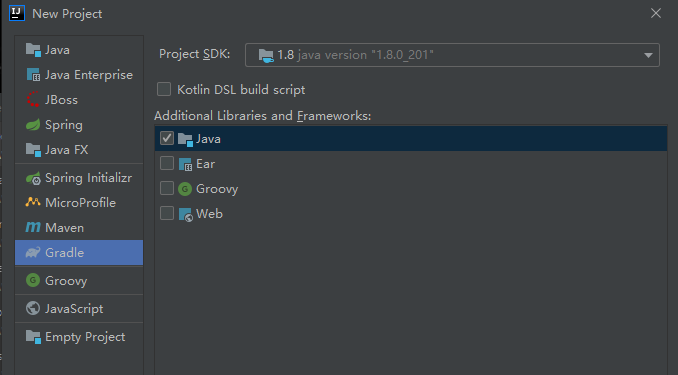 New Project
Java
Java Enterprise
JBoss
Spring
Java FX
Spring Initializr
MicroProfile
Maven
Gradle
Groovy
JavaScript
Empty Project
Project SDK: 1.8 java version "1.8.0_201"
Kotlin DSL build script
Additional Libraries and Frameworks:
Java
Ear
Groovy
Web